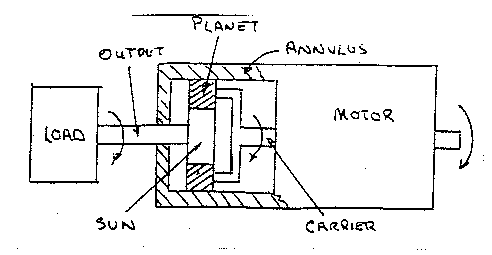 PLANET
ANNULUS
OUTPUT
LOAD
MOTOR
SUN
CARRIER